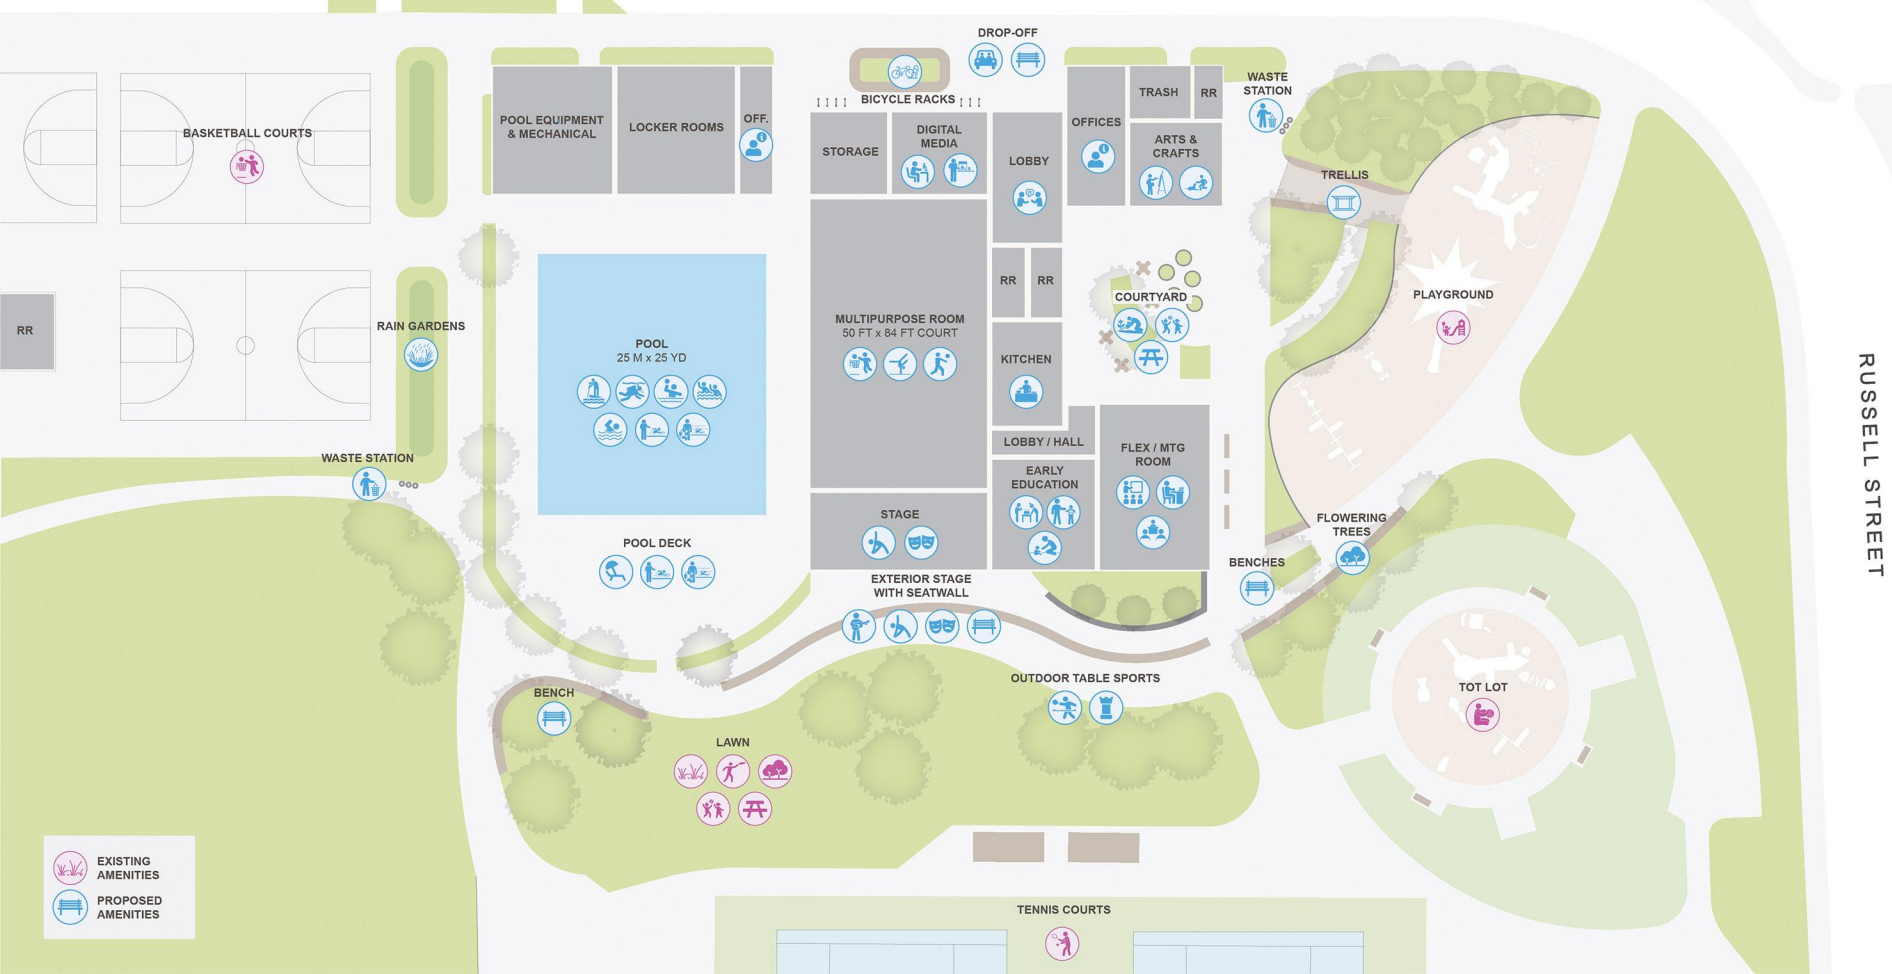 DROP-OFF
BICYCLE RACKS
WASTE
STATION
BASKETBALL COURTS
POOL EQUIPMENT
& MECHANICAL
LOCKER ROOMS
OFF.
STORAGE
DIGITAL
MEDIA
LOBBY
OFFICES
TRASH
RR
ARTS &
CRAFTS
TRELLIS
PLAYGROUND
RR
RAIN GARDENS
POOL
25 M x 25 YD
MULTIPURPOSE ROOM
50 FT x 84 FT COURT
RR
RR
COURTYARD
KITCHEN
LOBBY / HALL
FLEX / MTG
ROOM
EARLY
EDUCATION
WASTE STATION
STAGE
POOL DECK
EXTERIOR STAGE
WITH SEATWALL
FLOWERING
TREES
BENCHES
RUSSELL STREET
OUTDOOR TABLE SPORTS
TOT LOT
BENCH
LAWN
EXISTING
AMENITIES
PROPOSED
AMENITIES
TENNIS COURTS